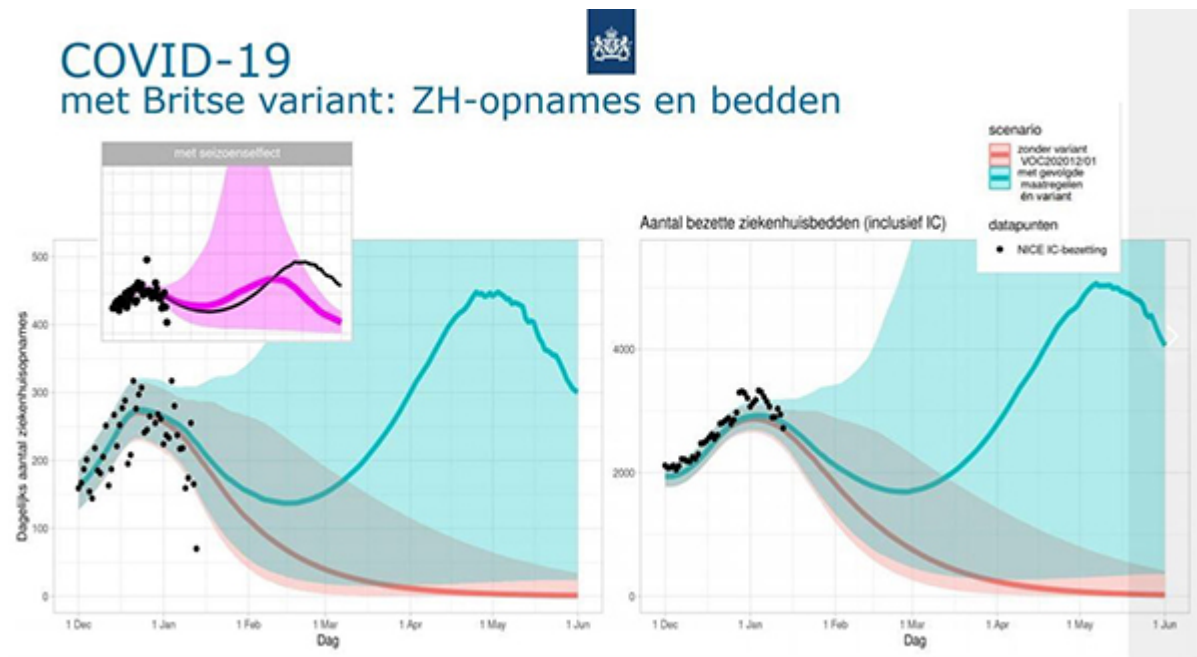 COVID-19
met Britse variant: ZH-opnames en bedden
met seizoenseffect
scenario
zonder variant
VOC202012/01
met gevolgde
maatregelen
én variant
datapunten
NICE IC-bezetting
Dagelijks aantal ziekenhuisopnames
500
400
300
200
100
0
1 Dec
1 Jan
1 Feb
1 Mar
1 Apr
1 May
1 Jun
Dag
Aantal bezette ziekenhuisbedden (inclusief IC)
4000
2000
0
1 Dec
1 Jan
1 Feb
1 Mar
1 Apr
1 May
1 Jun
Dag